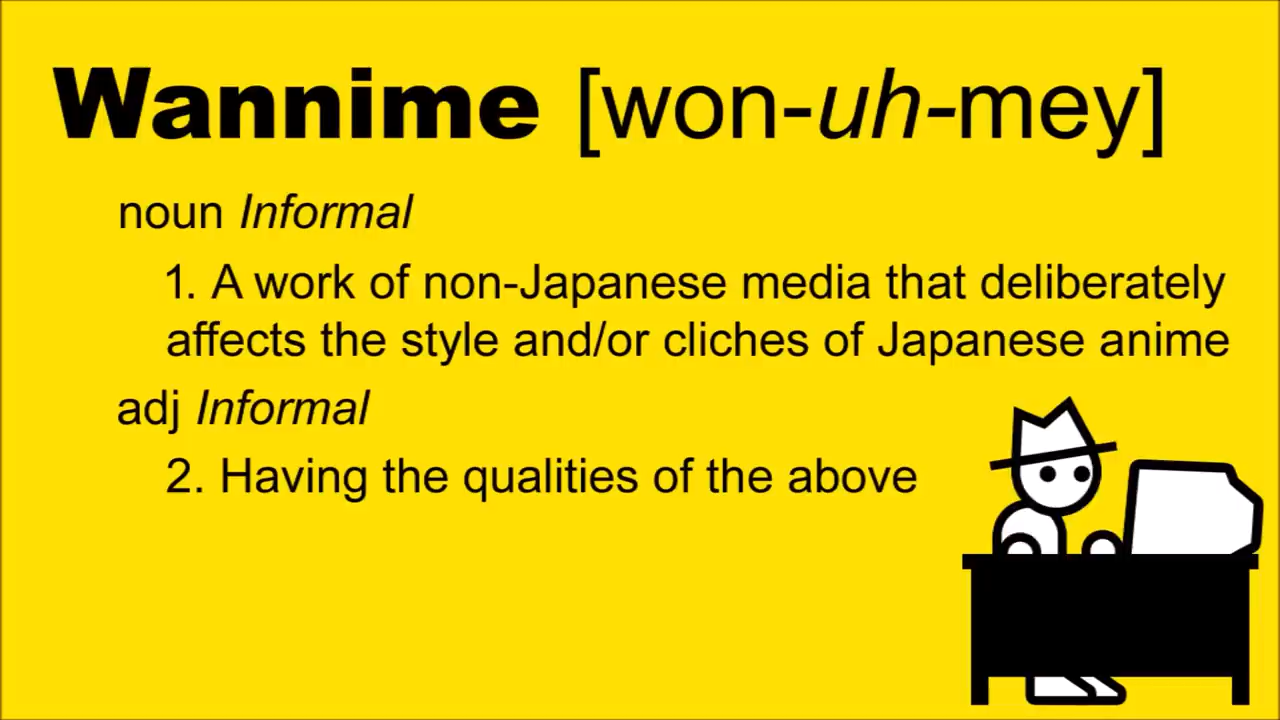 Wannime [won-uh-mey]
noun Informal
1. A work of non-Japanese media that deliberately
affects the style and/or cliches of Japanese anime
adj Informal
2. Having the qualities of the above